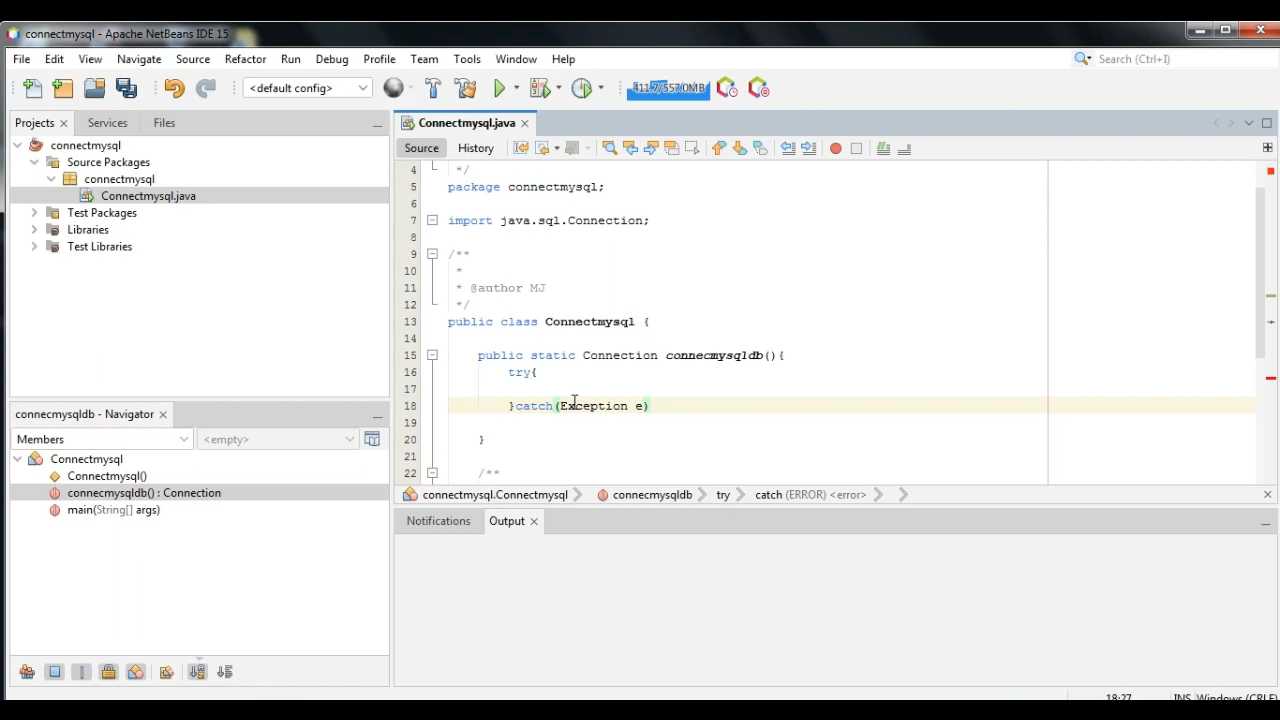 connectmysql - Apache NetBeans IDE 15
File Edit View Navigate Source Refactor Run Debug Profile Team Tools Window Help
Search (Ctrl+I)
<default config>
Projects Services Files
connectmysql
Source Packages
connectmysql
Connectmysql.java
Test Packages
Libraries
Test Libraries
connecmysqldb - Navigator
Members <empty>
Connectmysql
Connectmysql()
connecmysqldb() : Connection
main(String[] args)
Connectmysql.java
Source History
4 */
5 package connectmysql;
6
7 import java.sql.Connection;
8
9 /**
10 *
11 * @author MJ
12 */
13 public class Connectmysql {
14
15 public static Connection connecmysqldb(){
16 try{
17
18 }catch(Exception e)
19
20 }
21
22 /**
connectmysql.Connectmysql connecmysqldb try catch (ERROR) <error>
Notifications Output
18:27 INS Windows (CRLF)